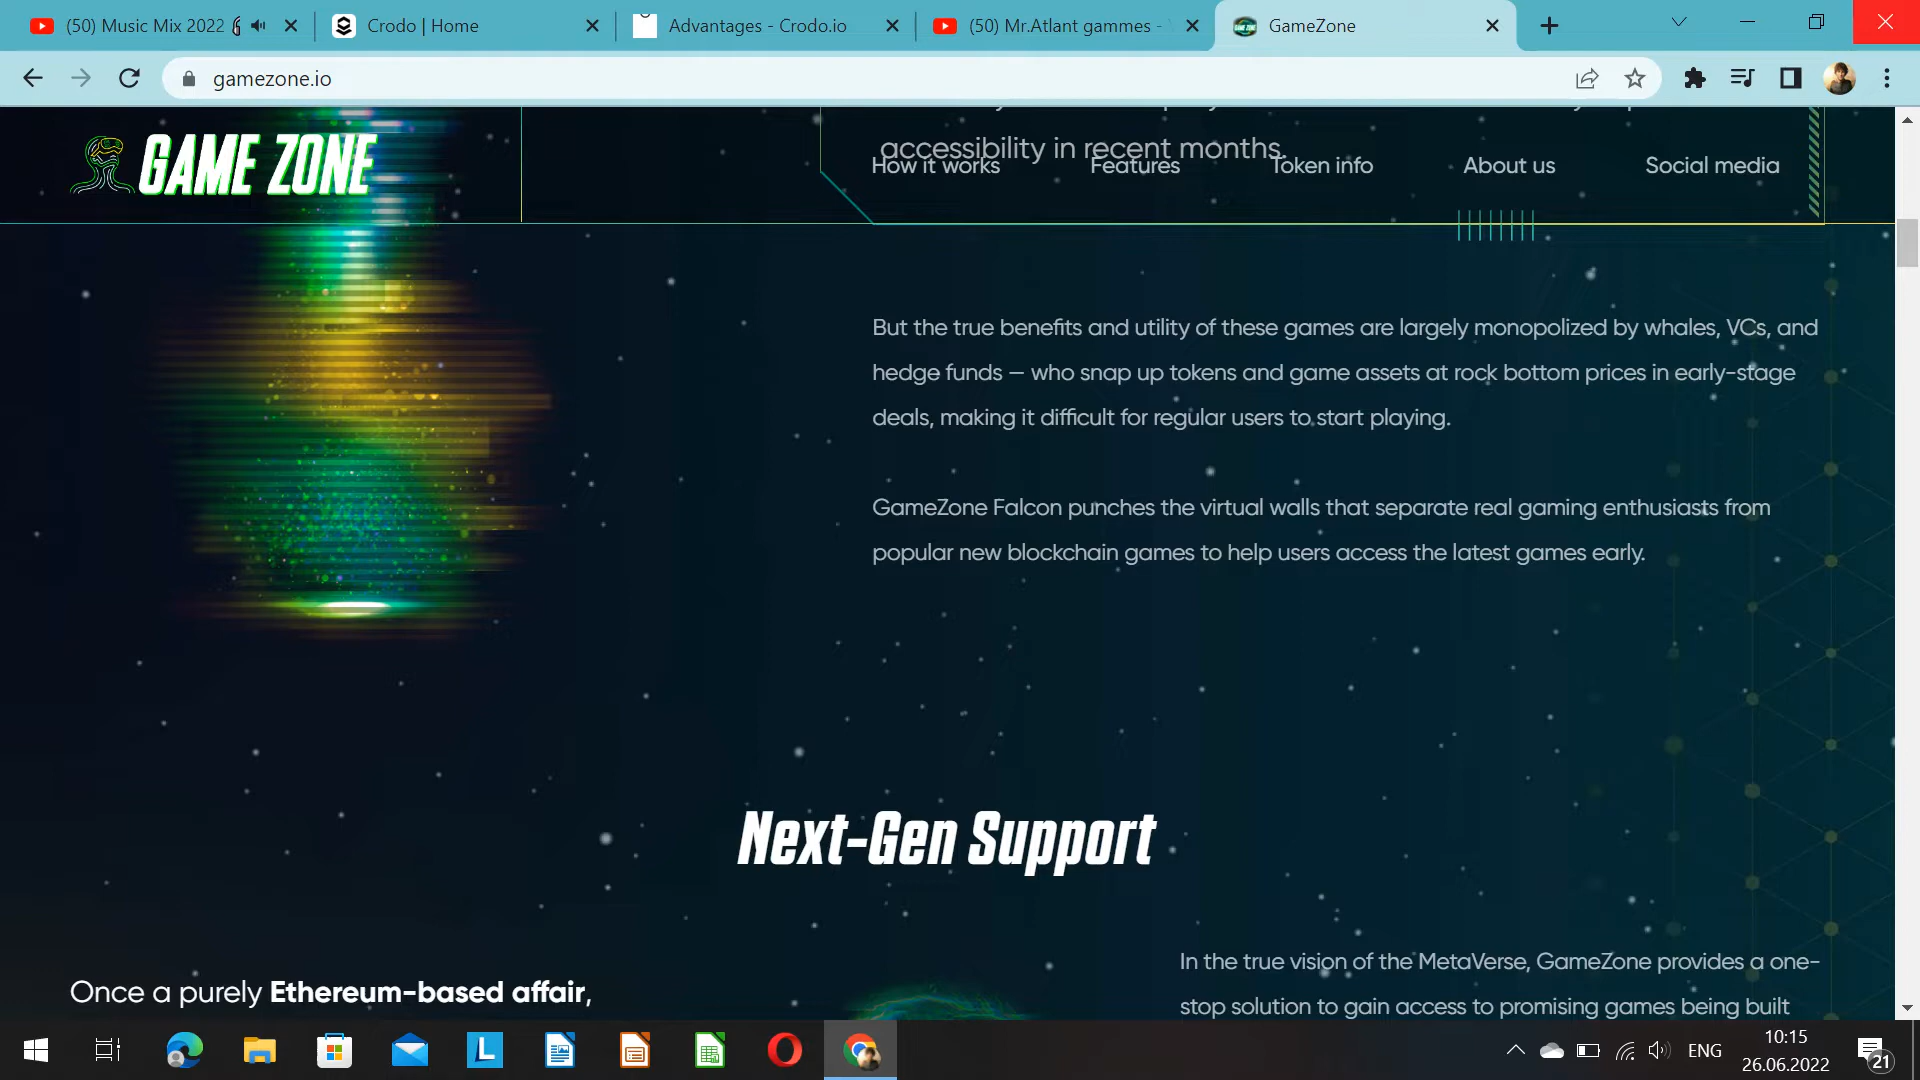 (50) Music Mix 2022
Crodo | Home
Advantages - Crodo.io
(50) Mr.Atlant gammes -
GameZone
gamezone.io
GAME ZONE
accessibility in recent months.
How it works
Features
Token info
About us
Social media
But the true benefits and utility of these games are largely monopolized by whales, VCs, and
hedge funds — who snap up tokens and game assets at rock bottom prices in early-stage
deals, making it difficult for regular users to start playing.
GameZone Falcon punches the virtual walls that separate real gaming enthusiasts from
popular new blockchain games to help users access the latest games early.
Next-Gen Support
Once a purely Ethereum-based affair,
In the true vision of the MetaVerse, GameZone provides a one-
stop solution to gain access to promising games being built
L
ENG
10:15
26.06.2022
21